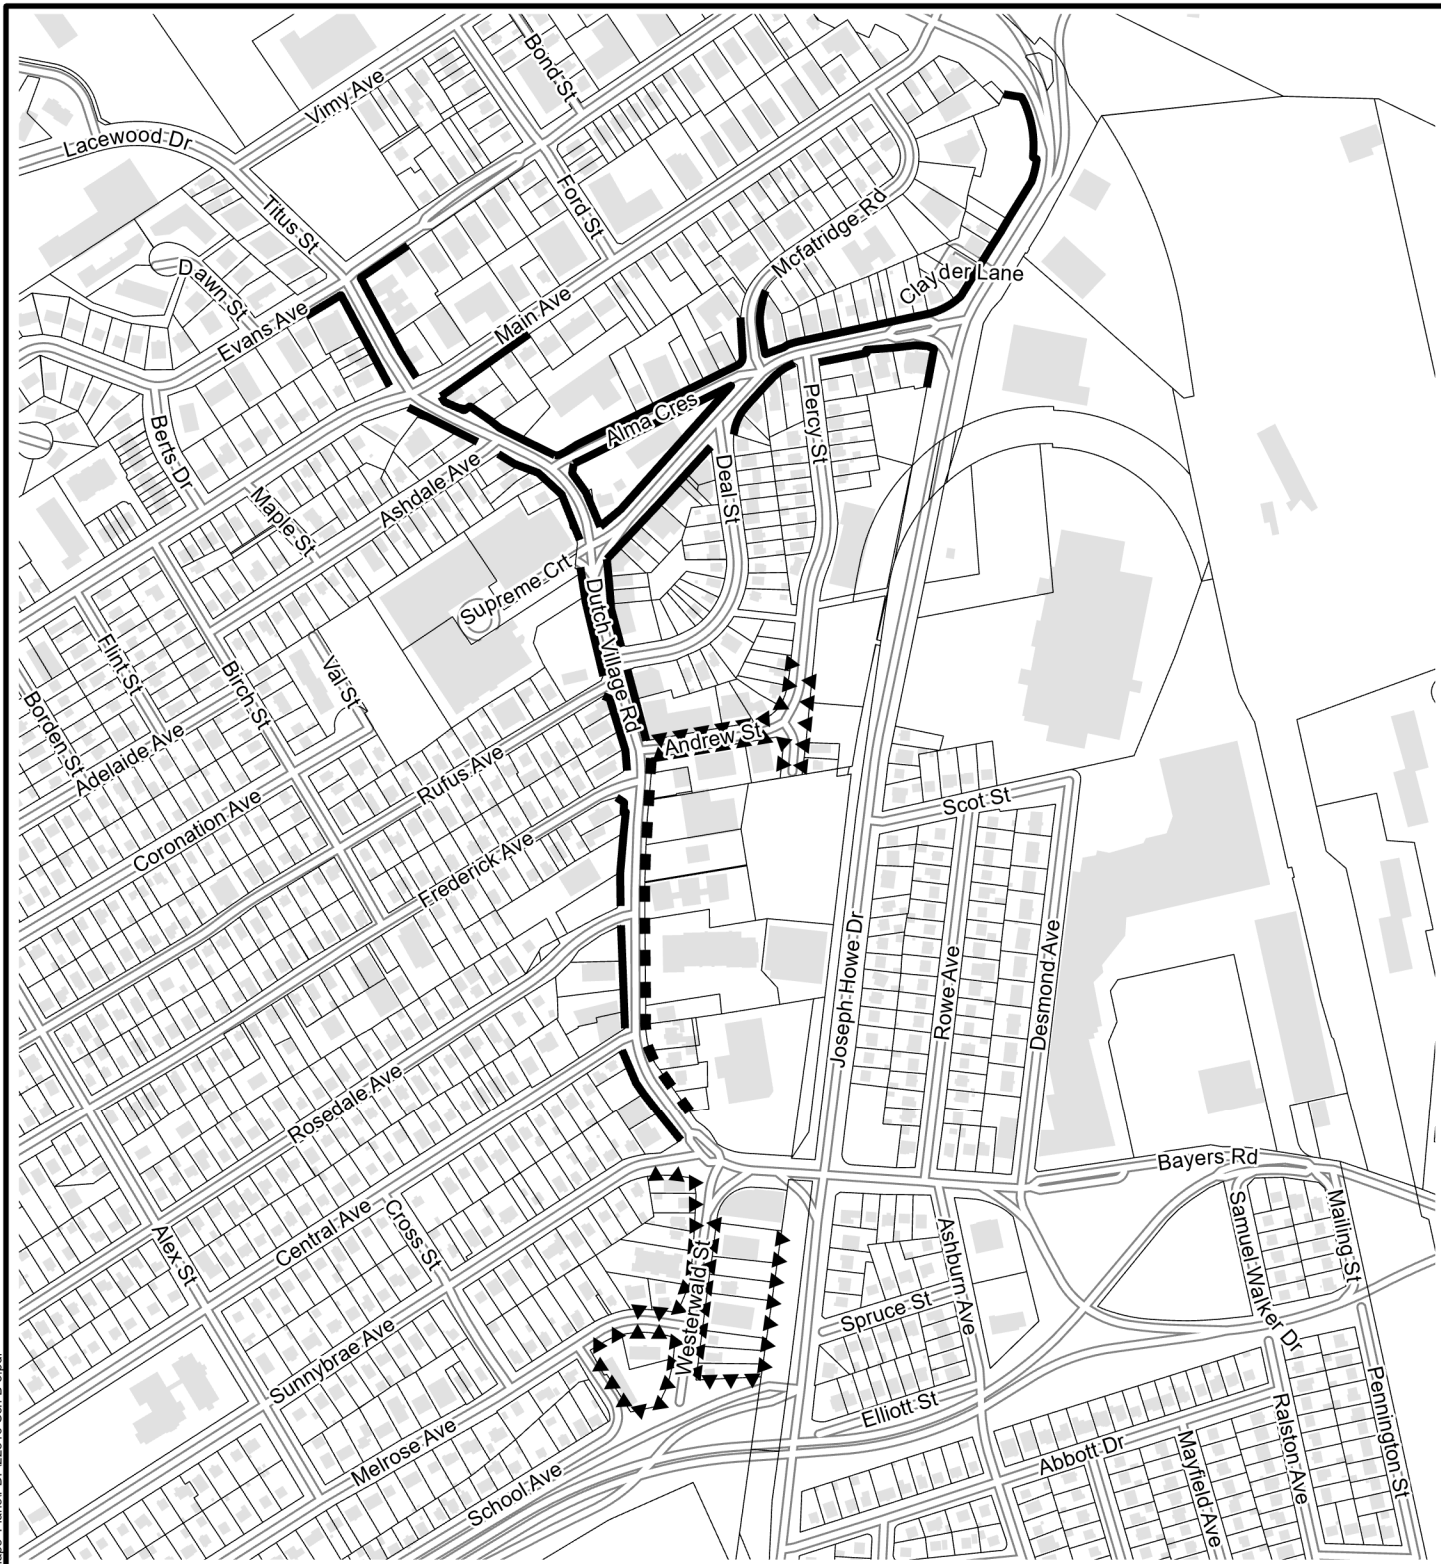 Bond St
Vimy Ave
Lacewood Dr
Ford St
Titus St
Mcfatridge Rd
Dawn St
Clayder Lane
Evans Ave
Main Ave
Alma Cres
Percy St
Berts Dr
Ashdale Ave
Deal St
Maple St
Supreme Crt
Dutch Village Rd
Flint St
Val St
Birch St
Borden St
Adelaide Ave
Andrew St
Rufus Ave
Coronation Ave
Scot St
Frederick Ave
Joseph Howe Dr
Rowe Ave
Desmond Ave
Rosedale Ave
Bayers Rd
Central Ave
Cross St
Alex St
Westerwald St
Ashburn Ave
Samuel Walker Dr
Mailing St
Spruce St
Sunnybrae Ave
Elliott St
Melrose Ave
School Ave
Abbott Dr
Mayfield Ave
Ralston Ave
Pennington St